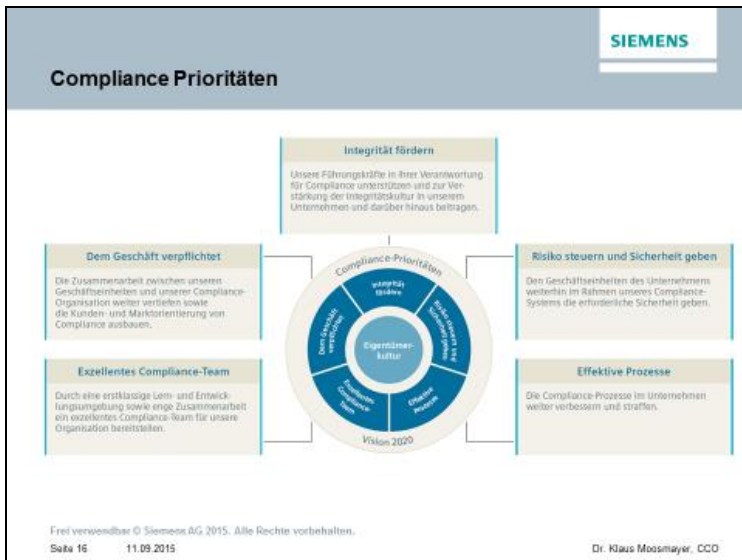 SIEMENS
Compliance Prioritäten
Integrität fördern
Unsere Führungskräfte in ihrer Verantwortung
für Compliance unterstützen und zur Ver-
stärkung der Integritätskultur in unserem
Unternehmen und darüber hinaus beitragen.
Dem Geschäft verpflichtet
Die Zusammenarbeit zwischen unseren
Geschäftseinheiten und unserer Compliance-
Organisation weiter vertiefen sowie
die Kunden- und Marktorientierung von
Compliance ausbauen.
Risiko steuern und Sicherheit geben
Den Geschäftseinheiten des Unternehmens
weiterhin im Rahmen unseres Compliance-
Systems die erforderliche Sicherheit geben.
Exzellentes Compliance-Team
Durch eine erstklassige Lern- und Entwick-
lungsumgebung sowie enge Zusammenarbeit
ein exzellentes Compliance-Team für unsere
Organisation bereitstellen.
Effektive Prozesse
Die Compliance-Prozesse im Unternehmen
weiter verbessern und straffen.
Compliance-Prioritäten
Integrität
fördern
Risiko steuern und
Sicherheit geben
Effektive
Prozesse
Exzellentes
Compliance-
Team
Dem Geschäft
verpflichtet
Eigentümer-
kultur
Vision 2020
Frei verwendbar © Siemens AG 2015. Alle Rechte vorbehalten.
Seite 16 11.09.2015 Dr. Klaus Moosmayer, CCO